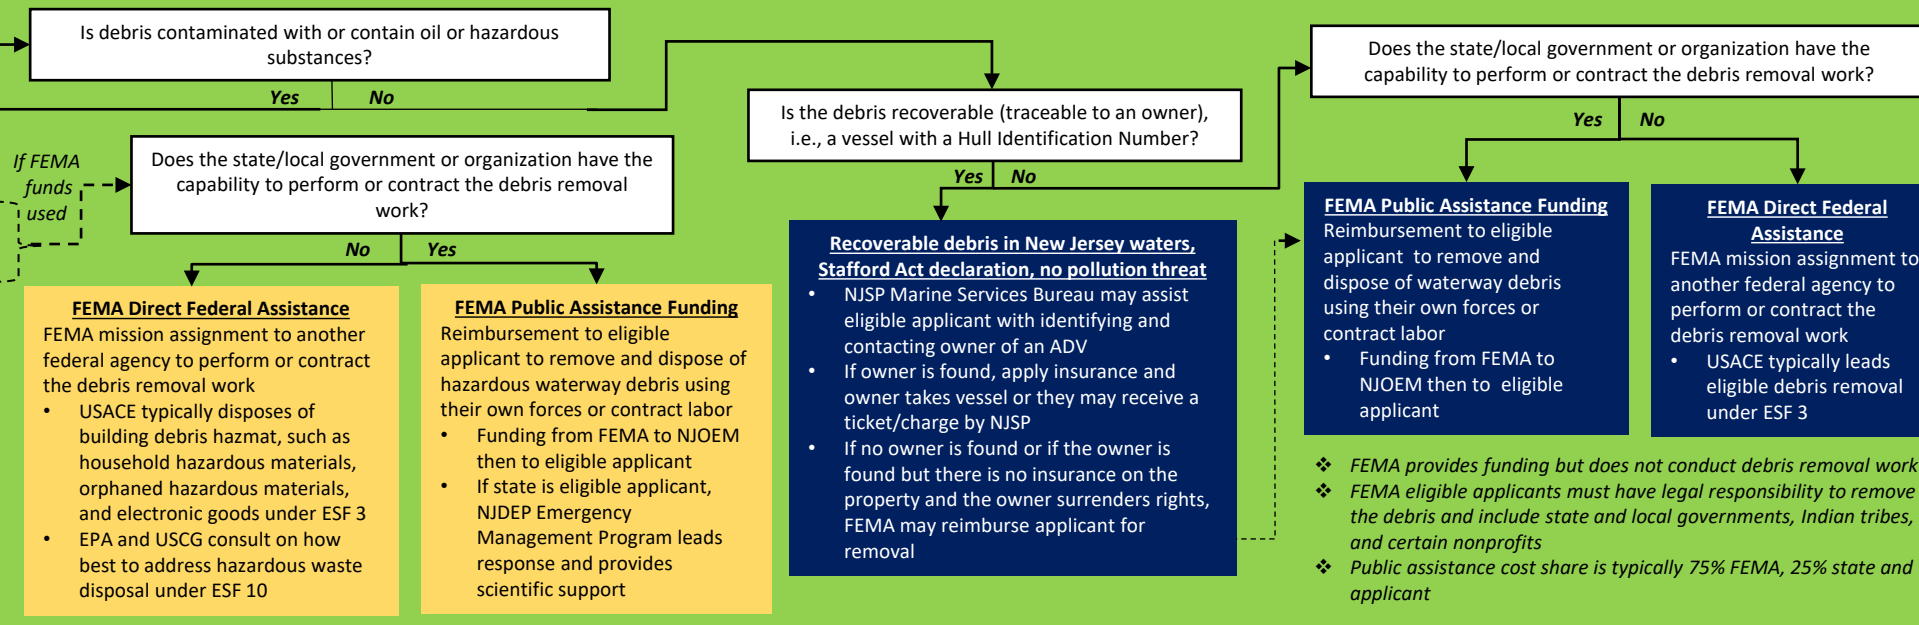 Is debris contaminated with or contain oil or hazardous
substances?
Yes
No
If FEMA
funds
used
Does the state/local government or organization have the
capability to perform or contract the debris removal
work?
No
Yes
FEMA Direct Federal Assistance
FEMA mission assignment to another
federal agency to perform or contract
the debris removal work
• USACE typically disposes of
building debris hazmat, such as
household hazardous materials,
orphaned hazardous materials,
and electronic goods under ESF 3
• EPA and USCG consult on how
best to address hazardous waste
disposal under ESF 10
FEMA Public Assistance Funding
Reimbursement to eligible
applicant to remove and dispose of
hazardous waterway debris using
their own forces or contract labor
• Funding from FEMA to NJOEM
then to eligible applicant
• If state is eligible applicant,
NJDEP Emergency
Management Program leads
response and provides
scientific support
Is the debris recoverable (traceable to an owner),
i.e., a vessel with a Hull Identification Number?
Yes
No
Recoverable debris in New Jersey waters,
Stafford Act declaration, no pollution threat
• NJSP Marine Services Bureau may assist
eligible applicant with identifying and
contacting owner of an ADV
• If owner is found, apply insurance and
owner takes vessel or they may receive a
ticket/charge by NJSP
• If no owner is found or if the owner is
found but there is no insurance on the
property and the owner surrenders rights,
FEMA may reimburse applicant for
removal
Does the state/local government or organization have the
capability to perform or contract the debris removal work?
Yes
No
FEMA Public Assistance Funding
Reimbursement to eligible
applicant to remove and
dispose of waterway debris
using their own forces or
contract labor
• Funding from FEMA to
NJOEM then to eligible
applicant
FEMA Direct Federal
Assistance
FEMA mission assignment to
another federal agency to
perform or contract the
debris removal work
• USACE typically leads
eligible debris removal
under ESF 3
❖ FEMA provides funding but does not conduct debris removal work
❖ FEMA eligible applicants must have legal responsibility to remove
the debris and include state and local governments, Indian tribes,
and certain nonprofits
❖ Public assistance cost share is typically 75% FEMA, 25% state and
applicant